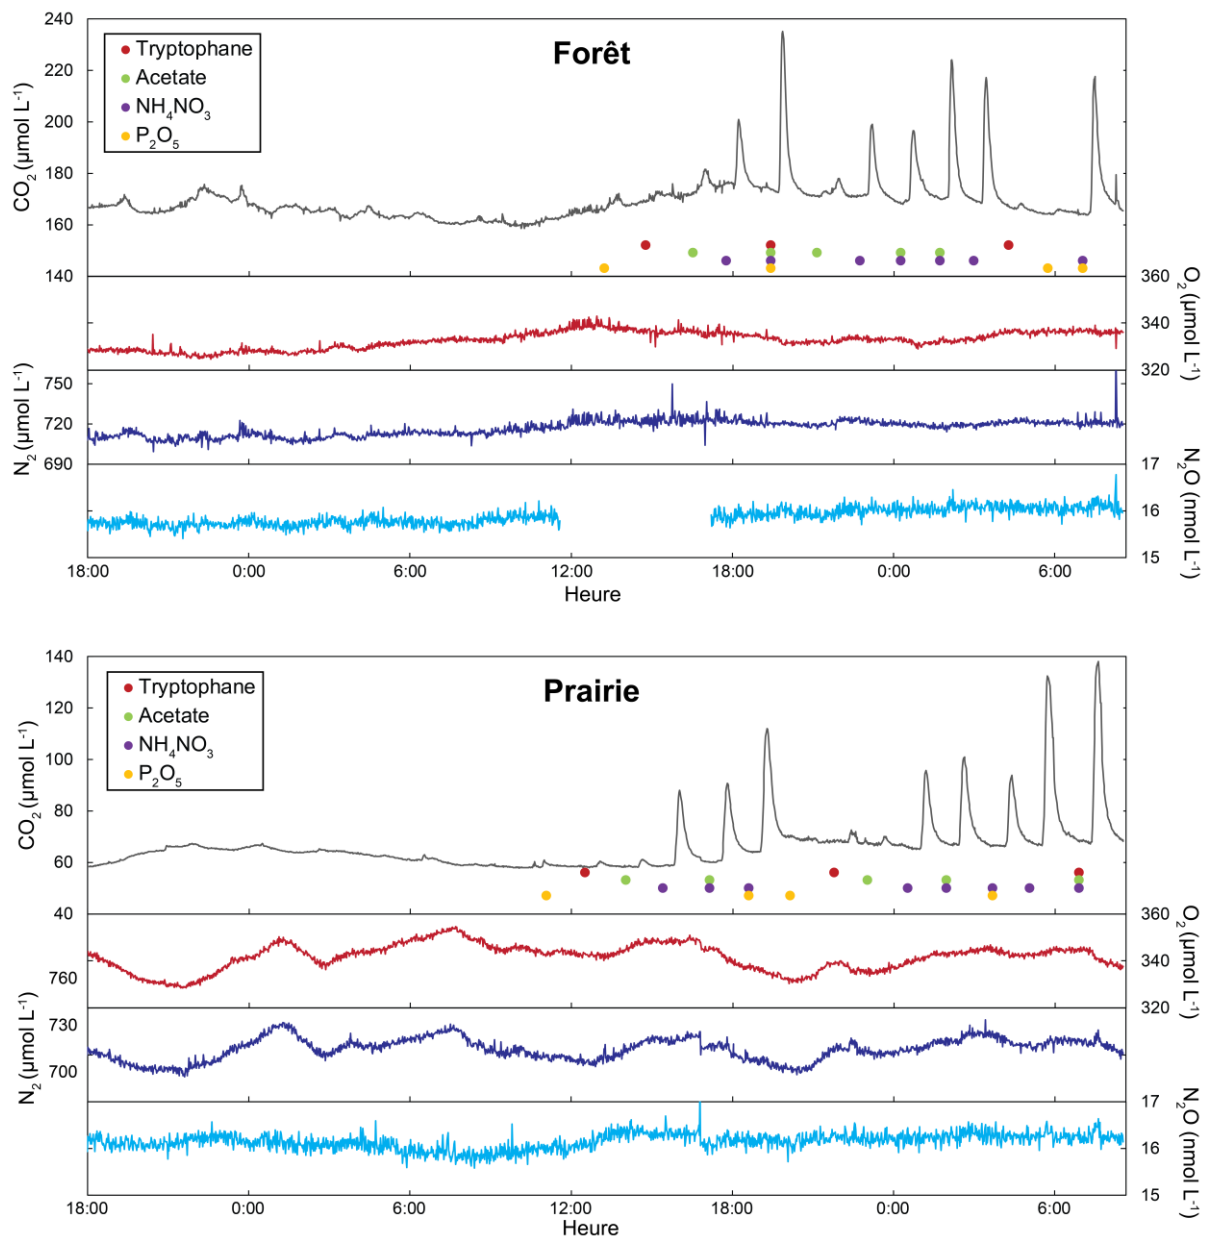 Forêt
Tryptophane
Acetate
NH₄NO₃
P₂O₅
CO₂ (µmol L⁻¹)
240
220
200
180
160
140
O₂ (µmol L⁻¹)
360
340
320
N₂ (µmol L⁻¹)
750
720
690
N₂O (nmol L⁻¹)
17
16
15
18:00 0:00 6:00 12:00 18:00 0:00 6:00
Heure
Prairie
Tryptophane
Acetate
NH₄NO₃
P₂O₅
CO₂ (µmol L⁻¹)
140
120
100
80
60
40
O₂ (µmol L⁻¹)
360
340
320
N₂ (µmol L⁻¹)
760
730
700
N₂O (nmol L⁻¹)
17
16
15
18:00 0:00 6:00 12:00 18:00 0:00 6:00
Heure